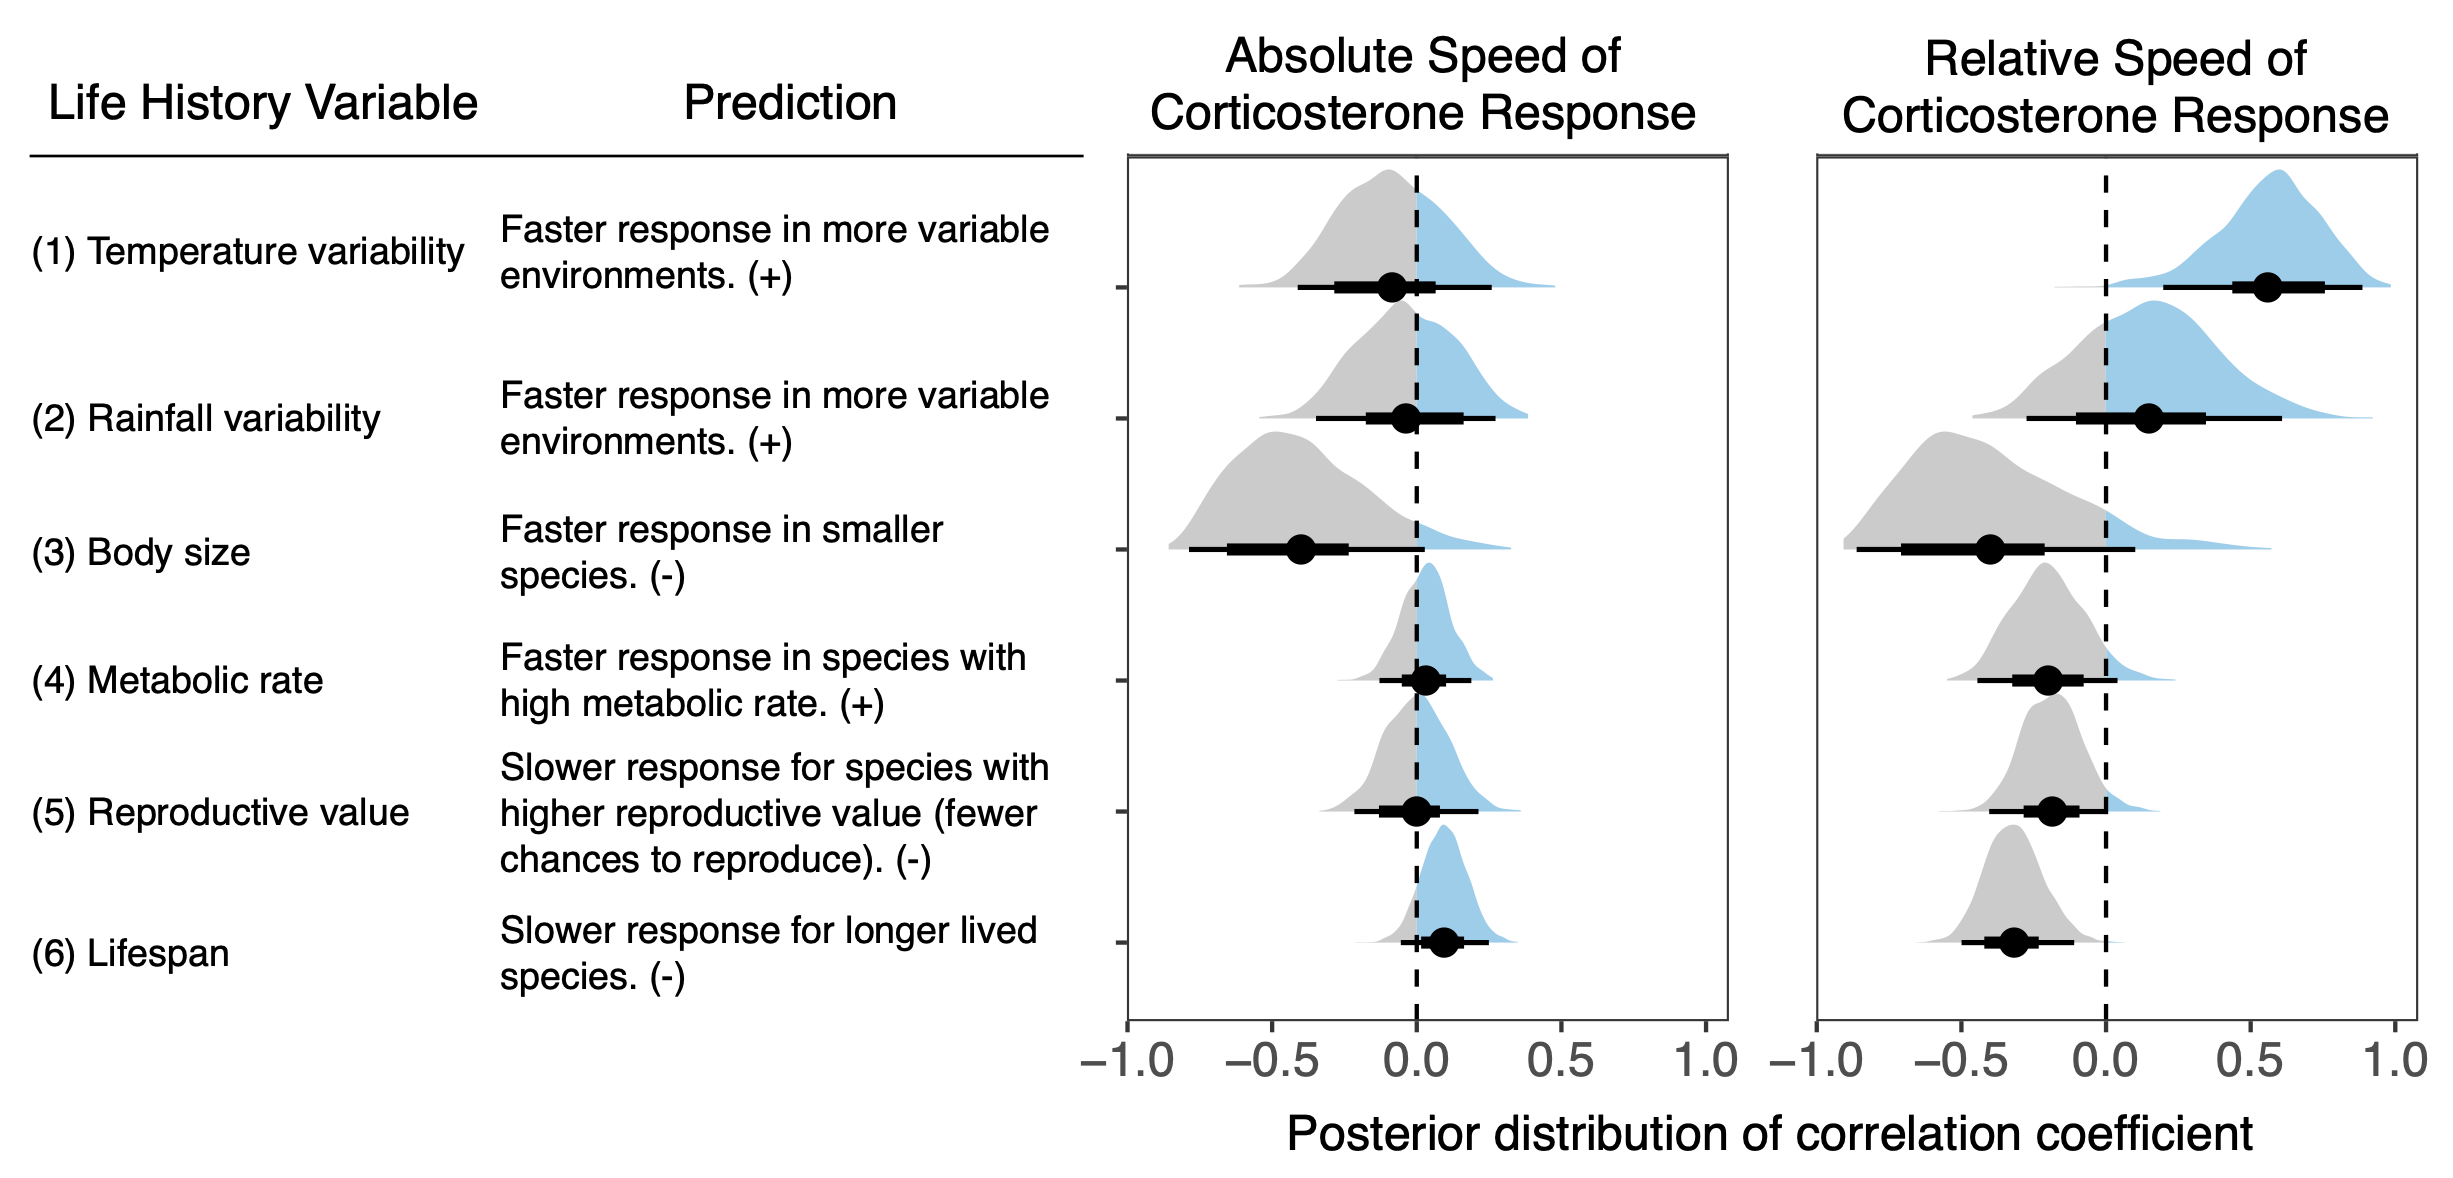 Life History Variable
Prediction
Absolute Speed of
Corticosterone Response
Relative Speed of
Corticosterone Response
(1) Temperature variability
Faster response in more variable
environments. (+)
(2) Rainfall variability
Faster response in more variable
environments. (+)
(3) Body size
Faster response in smaller
species. (-)
(4) Metabolic rate
Faster response in species with
high metabolic rate. (+)
(5) Reproductive value
Slower response for species with
higher reproductive value (fewer
chances to reproduce). (-)
(6) Lifespan
Slower response for longer lived
species. (-)
−1.0 −0.5 0.0 0.5 1.0
−1.0 −0.5 0.0 0.5 1.0
Posterior distribution of correlation coefficient